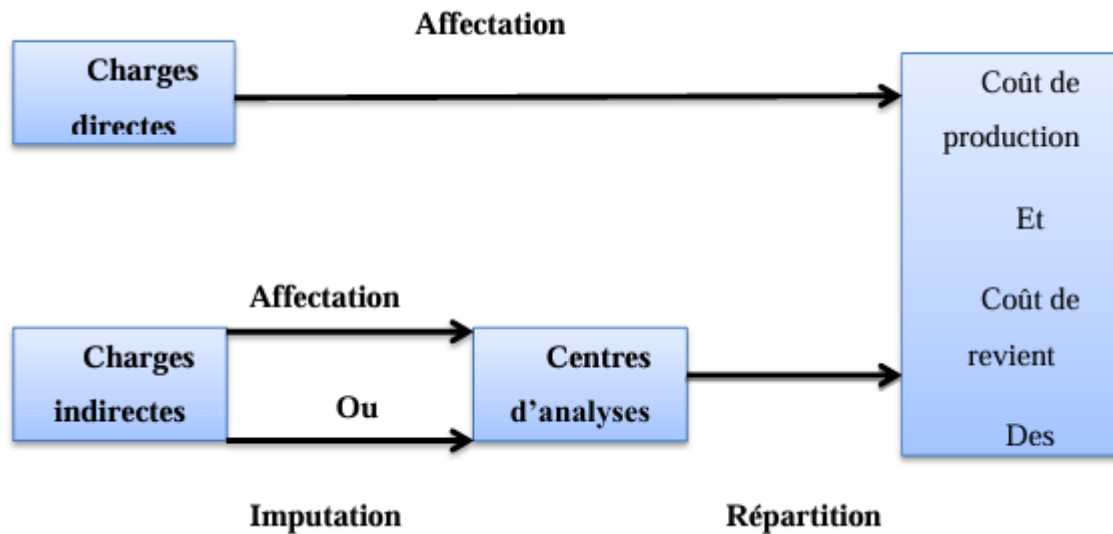 Affectation
Charges
directes
Coût de
production
Et
Coût de
revient
Des
Affectation
Charges
indirectes
Ou
Centres
d’analyses
Imputation
Répartition